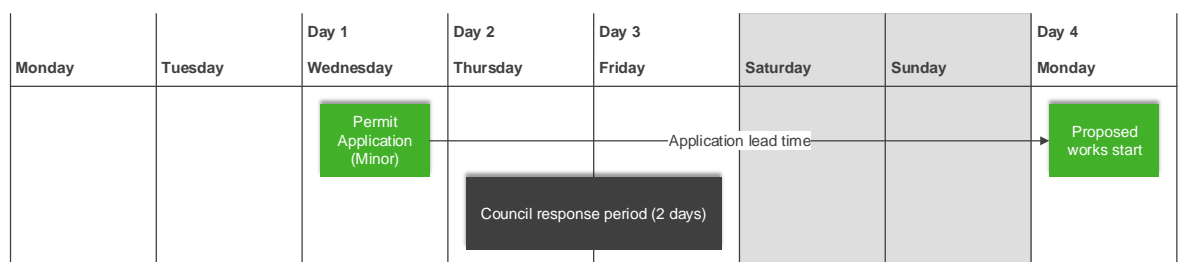 Day 1 Day 2 Day 3 Day 4
Monday Tuesday Wednesday Thursday Friday Saturday Sunday Monday
Permit
Application
(Minor)
Application lead time
Proposed
works start
Council response period (2 days)